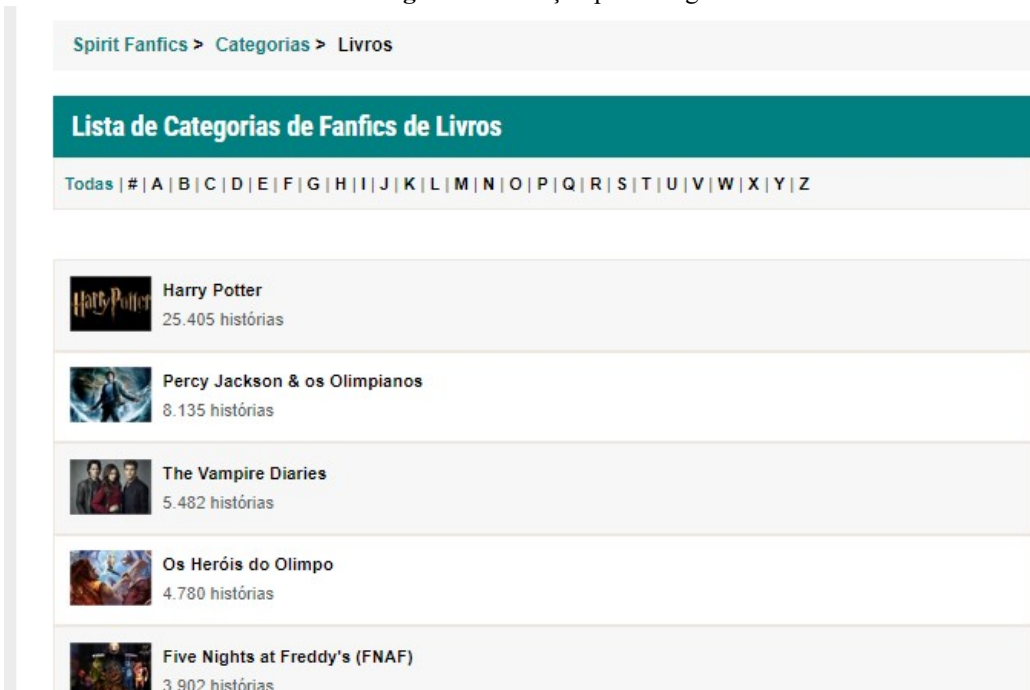 Spirit Fanfics > Categorias > Livros
Lista de Categorias de Fanfics de Livros
Todas | # | A | B | C | D | E | F | G | H | I | J | K | L | M | N | O | P | Q | R | S | T | U | V | W | X | Y | Z
Harry Potter
Harry Potter
25.405 histórias
Percy Jackson & os Olimpianos
8.135 histórias
The Vampire Diaries
5.482 histórias
Os Heróis do Olimpo
4.780 histórias
Five Nights at Freddy's (FNAF)
3.902 histórias